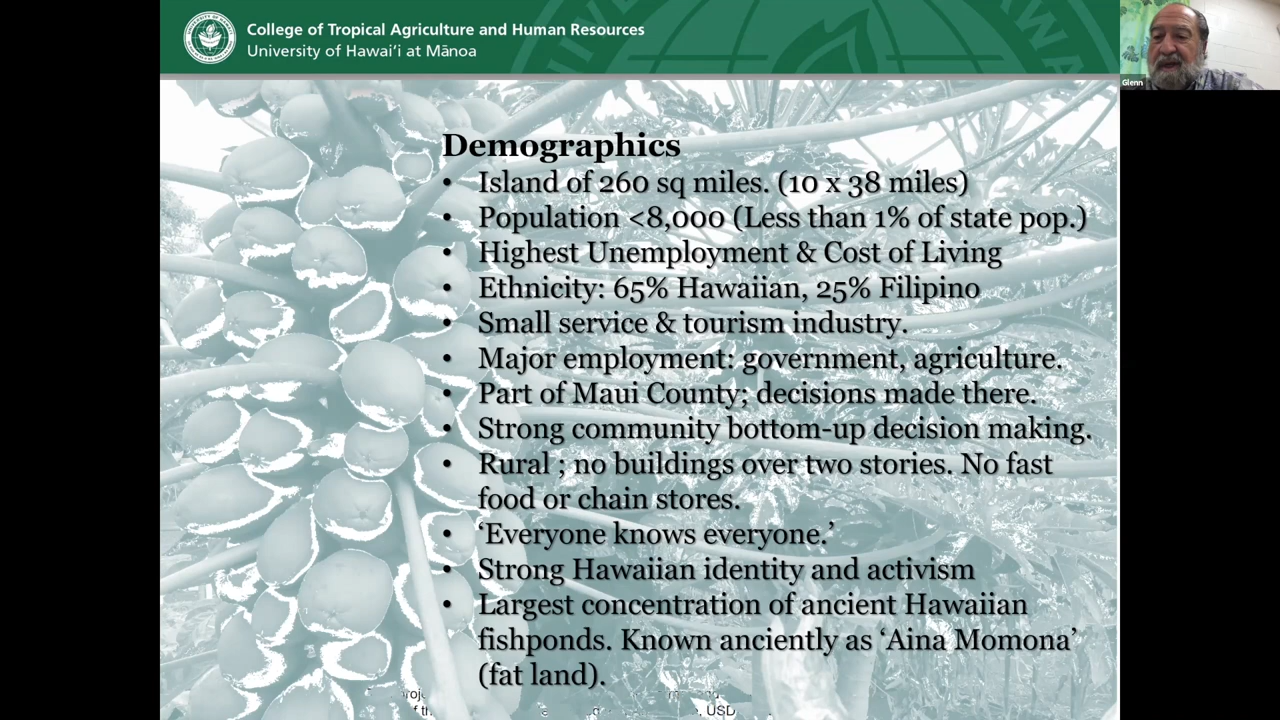 College of Tropical Agriculture and Human Resources
University of Hawai‘i at Mānoa
Glenn
Demographics
• Island of 260 sq miles. (10 x 38 miles)
• Population <8,000 (Less than 1% of state pop.)
• Highest Unemployment & Cost of Living
• Ethnicity: 65% Hawaiian, 25% Filipino
• Small service & tourism industry.
• Major employment: government, agriculture.
• Part of Maui County; decisions made there.
• Strong community bottom-up decision making.
• Rural ; no buildings over two stories. No fast
food or chain stores.
• ‘Everyone knows everyone.’
• Strong Hawaiian identity and activism
• Largest concentration of ancient Hawaiian
fishponds. Known anciently as ‘Aina Momona’
(fat land).